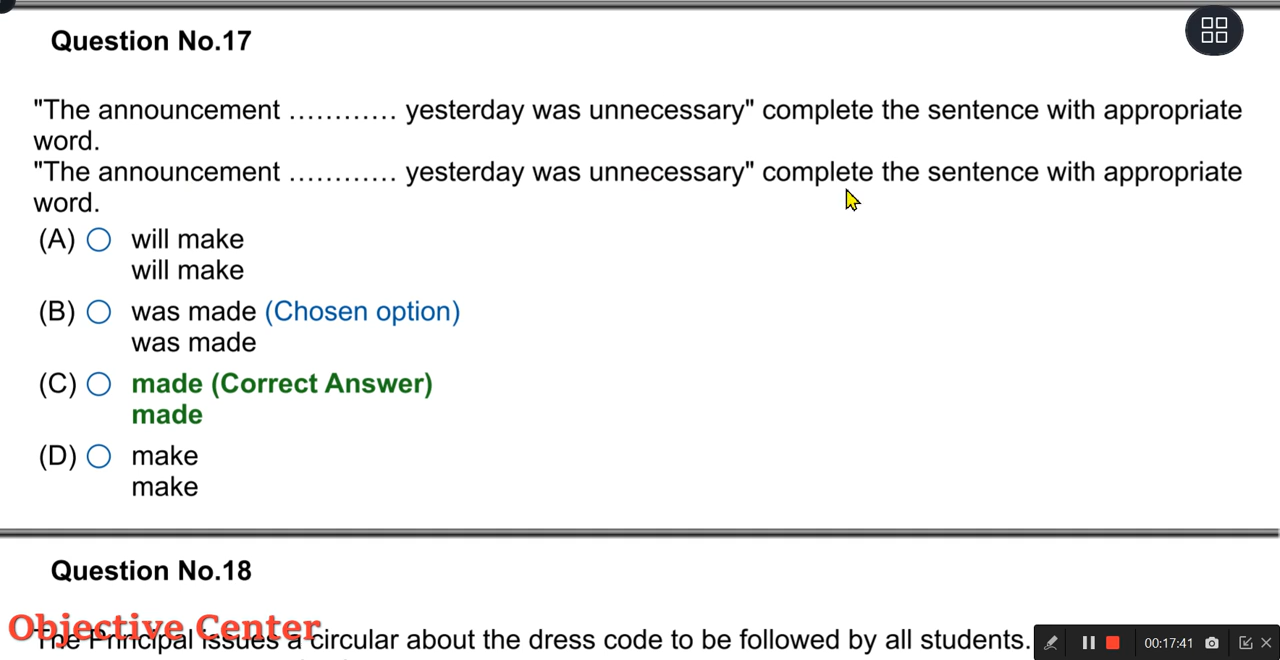 Question No.17
"The announcement ............ yesterday was unnecessary" complete the sentence with appropriate
word.
"The announcement ............ yesterday was unnecessary" complete the sentence with appropriate
word.
(A) will make
will make
(B) was made (Chosen option)
was made
(C) made (Correct Answer)
made
(D) make
make
Question No.18
Objective Center
The Principal issues a circular about the dress code to be followed by all students.
00:17:41